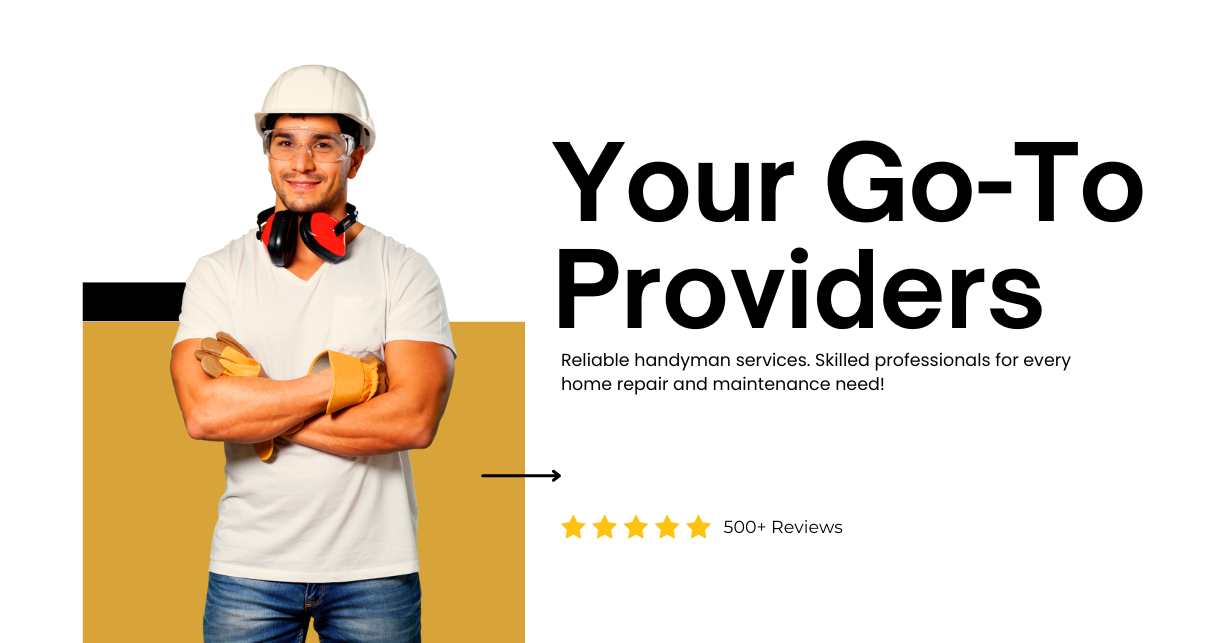 Your Go-To
Providers
Reliable handyman services. Skilled professionals for every
home repair and maintenance need!
500+ Reviews